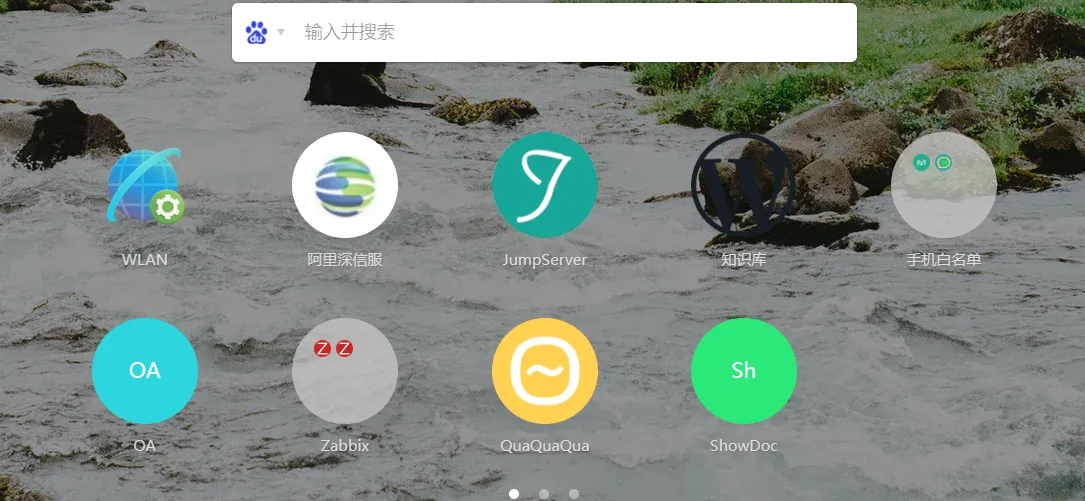 du 输入并搜索
WLAN
阿里深信服
JumpServer
知识库
手机白名单
OA
OA
Z Z
Zabbix
QuaQuaQua
Sh
ShowDoc